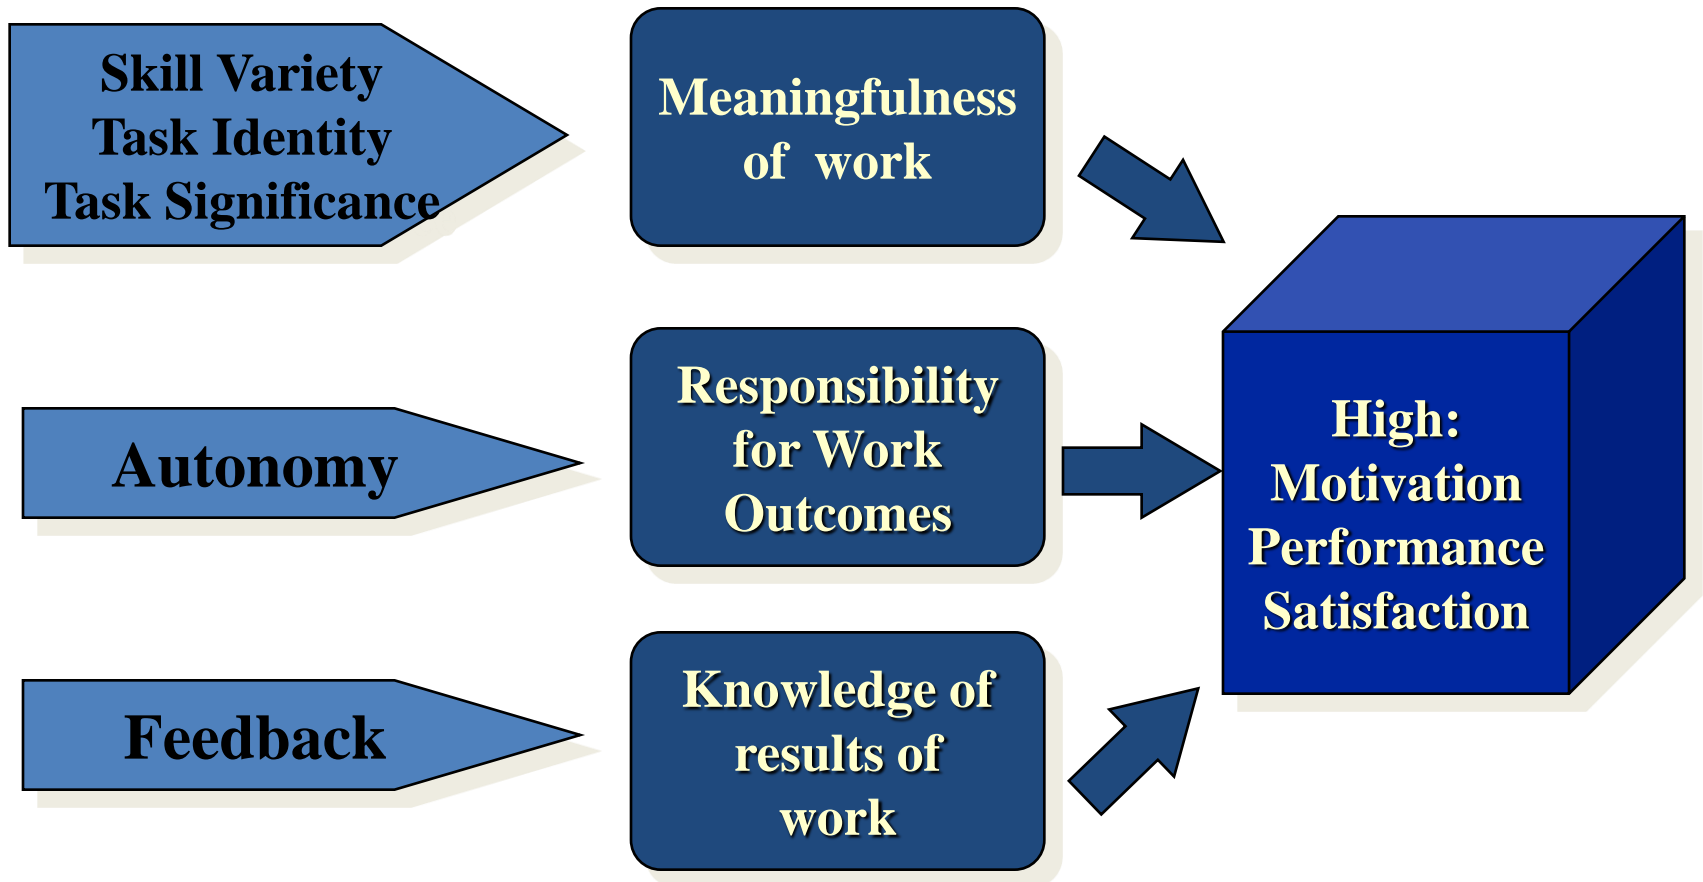 Skill Variety
Task Identity
Task Significance
Meaningfulness
of work
Autonomy
Responsibility
for Work
Outcomes
Feedback
Knowledge of
results of
work
High:
Motivation
Performance
Satisfaction